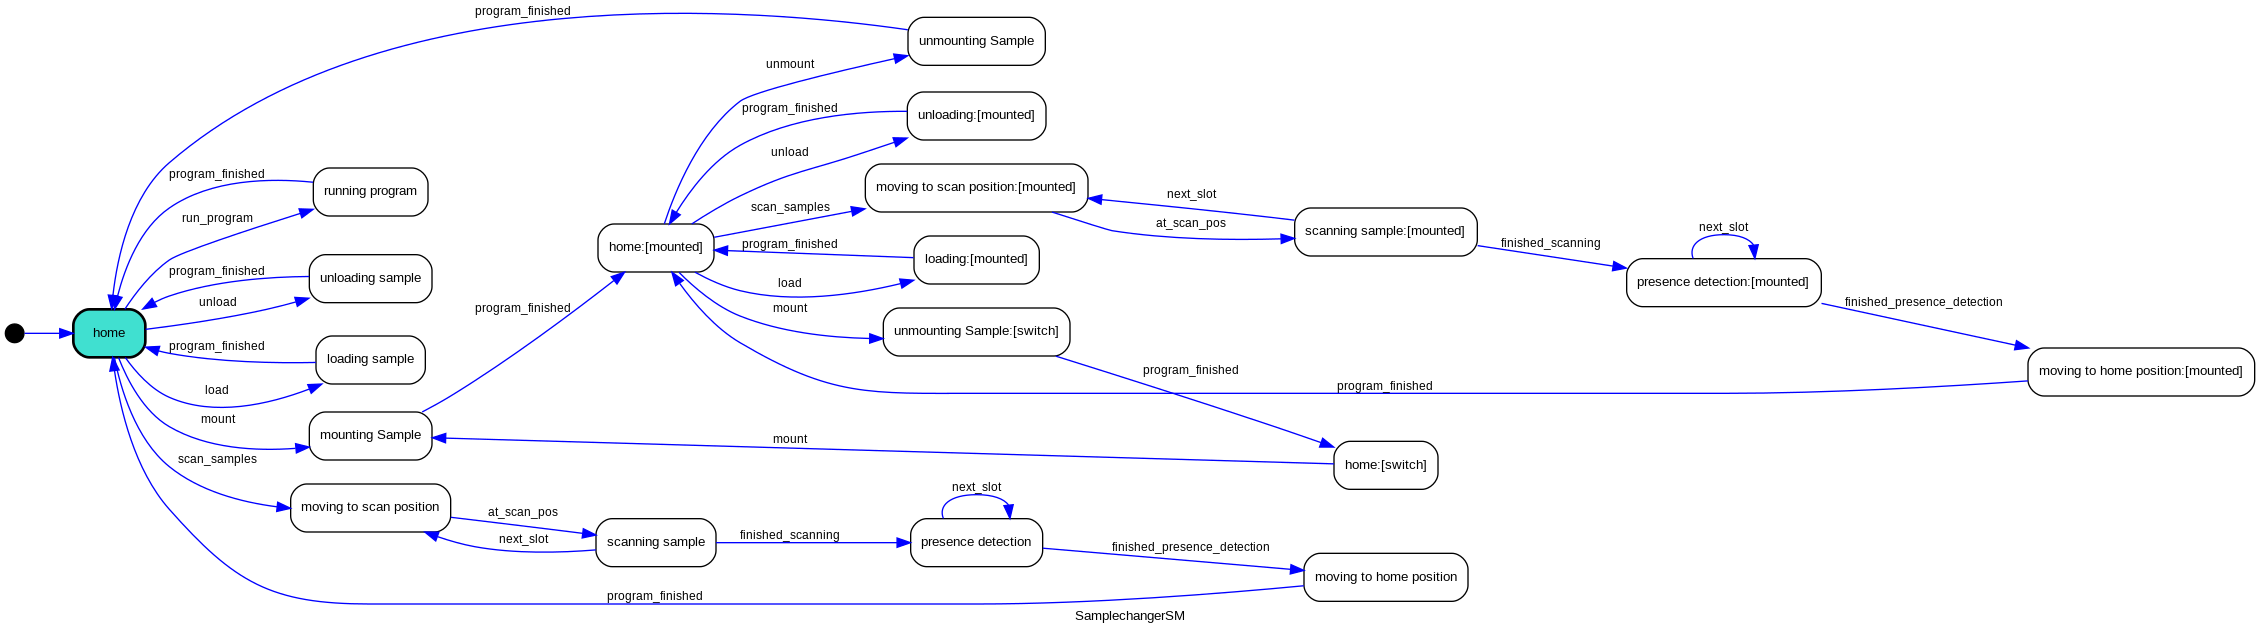 program_finished
unmounting Sample
unmount
program_finished
unloading:[mounted]
unload
program_finished
running program
run_program
moving to scan position:[mounted]
scan_samples
next_slot
at_scan_pos
scanning sample:[mounted]
next_slot
finished_scanning
home:[mounted]
program_finished
loading:[mounted]
load
program_finished
unloading sample
unload
presence detection:[mounted]
finished_presence_detection
mount
unmounting Sample:[switch]
program_finished
home
program_finished
loading sample
load
program_finished
moving to home position:[mounted]
program_finished
mount
mounting Sample
mount
home:[switch]
scan_samples
moving to scan position
at_scan_pos
next_slot
scanning sample
finished_scanning
next_slot
presence detection
finished_presence_detection
moving to home position
program_finished
SamplechangerSM